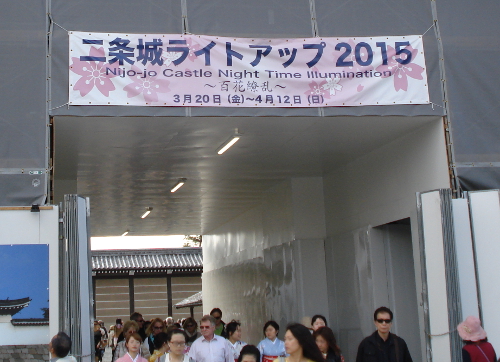 二条城ライトアップ 2015
Nijo-jo Castle Night Time Illumination
～百花繚乱～
3月20日(金)～4月12日(日)